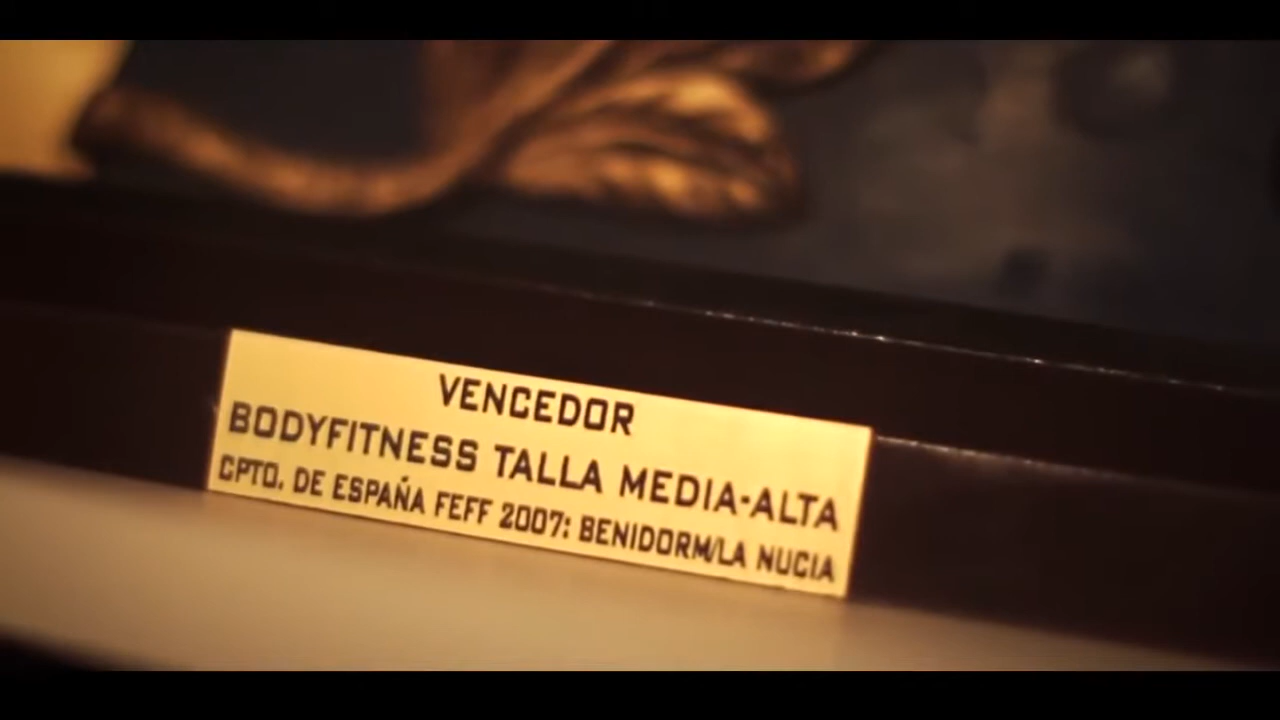 VENCEDOR
BODYFITNESS TALLA MEDIA-ALTA
CPTO. DE ESPAÑA FEFF 2007: BENIDORM/LA NUCIA